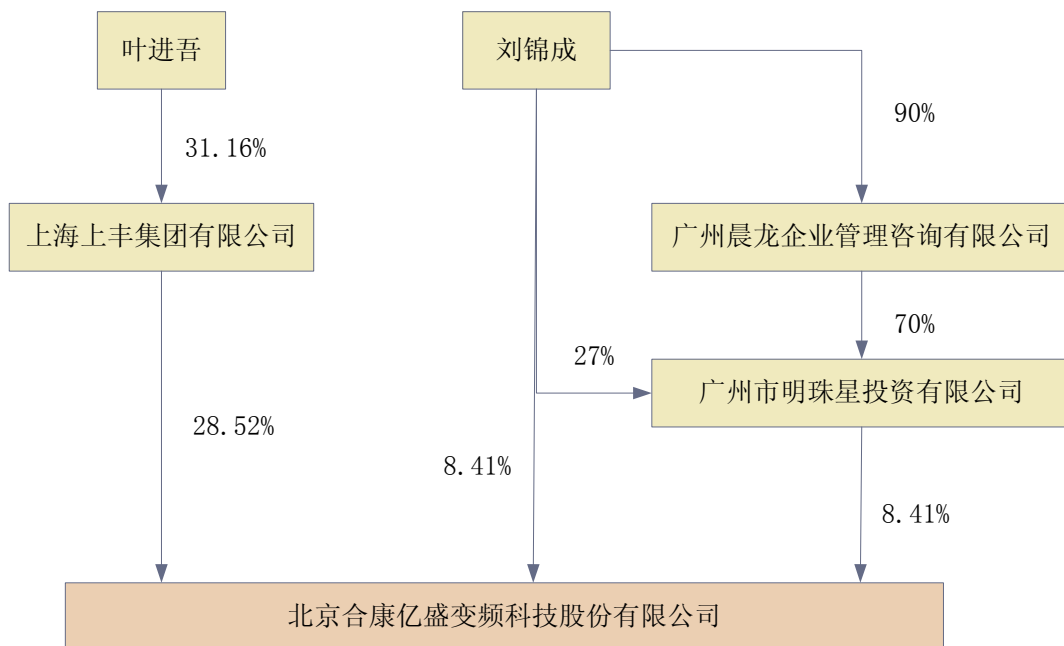 叶进吾
刘锦成
90%
31.16%
上海上丰集团有限公司
广州晨龙企业管理咨询有限公司
70%
27%
广州市明珠星投资有限公司
28.52%
8.41%
8.41%
北京合康亿盛变频科技股份有限公司